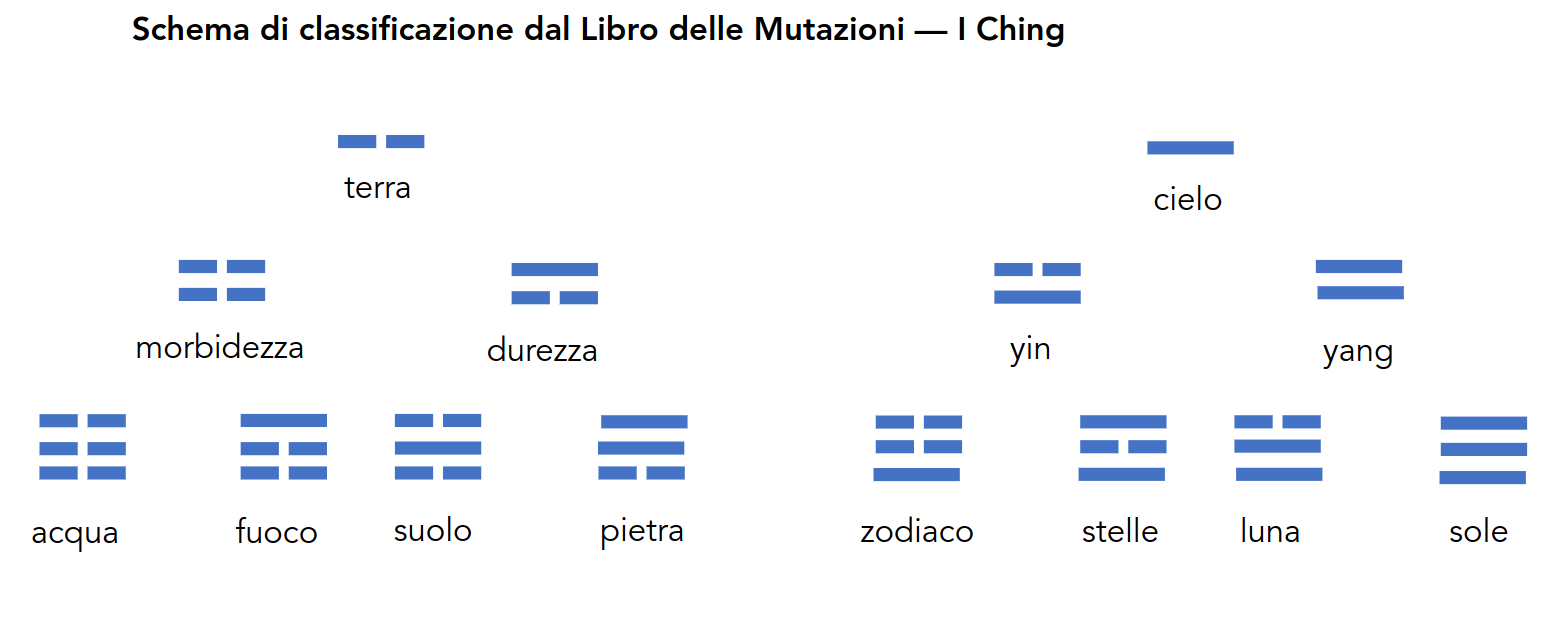 Schema di classificazione dal Libro delle Mutazioni — I Ching
terra
cielo
morbidezza
durezza
yin
yang
acqua
fuoco
suolo
pietra
zodiaco
stelle
luna
sole